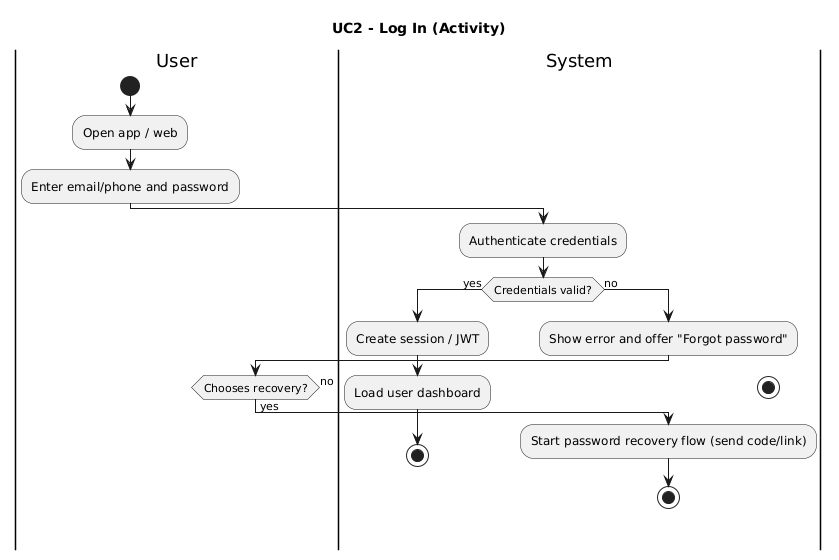 UC2 - Log In (Activity)
User
System
Open app / web
Enter email/phone and password
Authenticate credentials
Credentials valid?
yes
no
Create session / JWT
Show error and offer "Forgot password"
Chooses recovery?
no
yes
Load user dashboard
Start password recovery flow (send code/link)